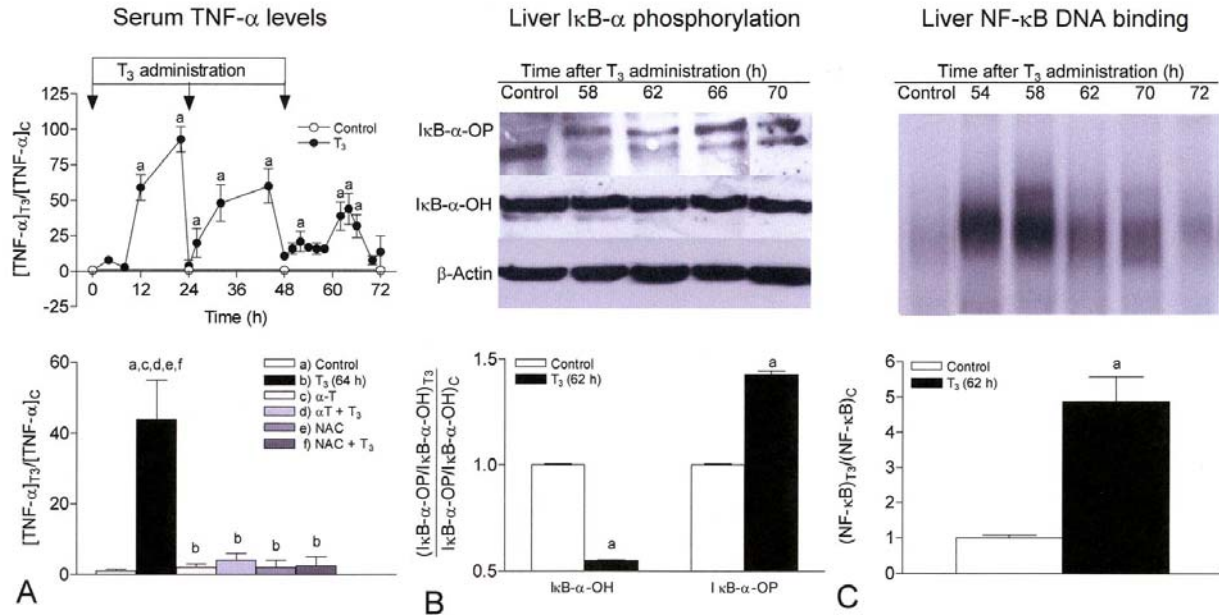 Serum TNF-α levels
T₃ administration
[TNF-α]T3/[TNF-α]C
125
100
75
50
25
0
-25
Control
T₃
a
a
a
a
a
a
a
a
a
a
0 12 24 36 48 60 72
Time (h)
[TNF-α]T3/[TNF-α]C
60
40
20
0
a,c,d,e,f
b
b
b
b
a) Control
b) T₃ (64 h)
c) α-T
d) αT + T₃
e) NAC
f) NAC + T₃
A
Liver IκB-α phosphorylation
Time after T₃ administration (h)
Control 58 62 66 70
IκB-α-OP
IκB-α-OH
β-Actin
(IκB-α-OP/IκB-α-OH)T3
(IκB-α-OP/IκB-α-OH)C
1.5
1.0
0.5
Control
T₃ (62 h)
a
a
IκB-α-OH
I κB-α-OP
B
Liver NF-κB DNA binding
Time after T₃ administration (h)
Control 54 58 62 70 72
(NF-κB)T3/(NF-κB)C
6
5
4
3
2
1
0
Control
T₃ (62 h)
a
C